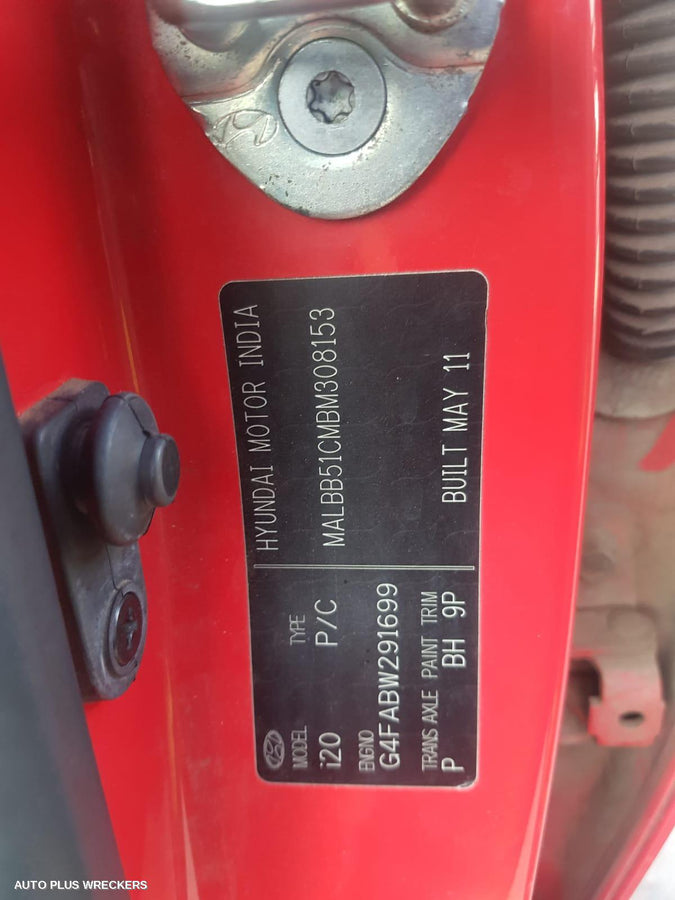 HYUNDAI MOTOR INDIA
MODEL TYPE
i20 P/C MALBB51CMBM308153
ENGNO
G4FABW291699
TRANS AXLE PAINT TRIM
P BH 9P BUILT MAY 11
AUTO PLUS WRECKERS